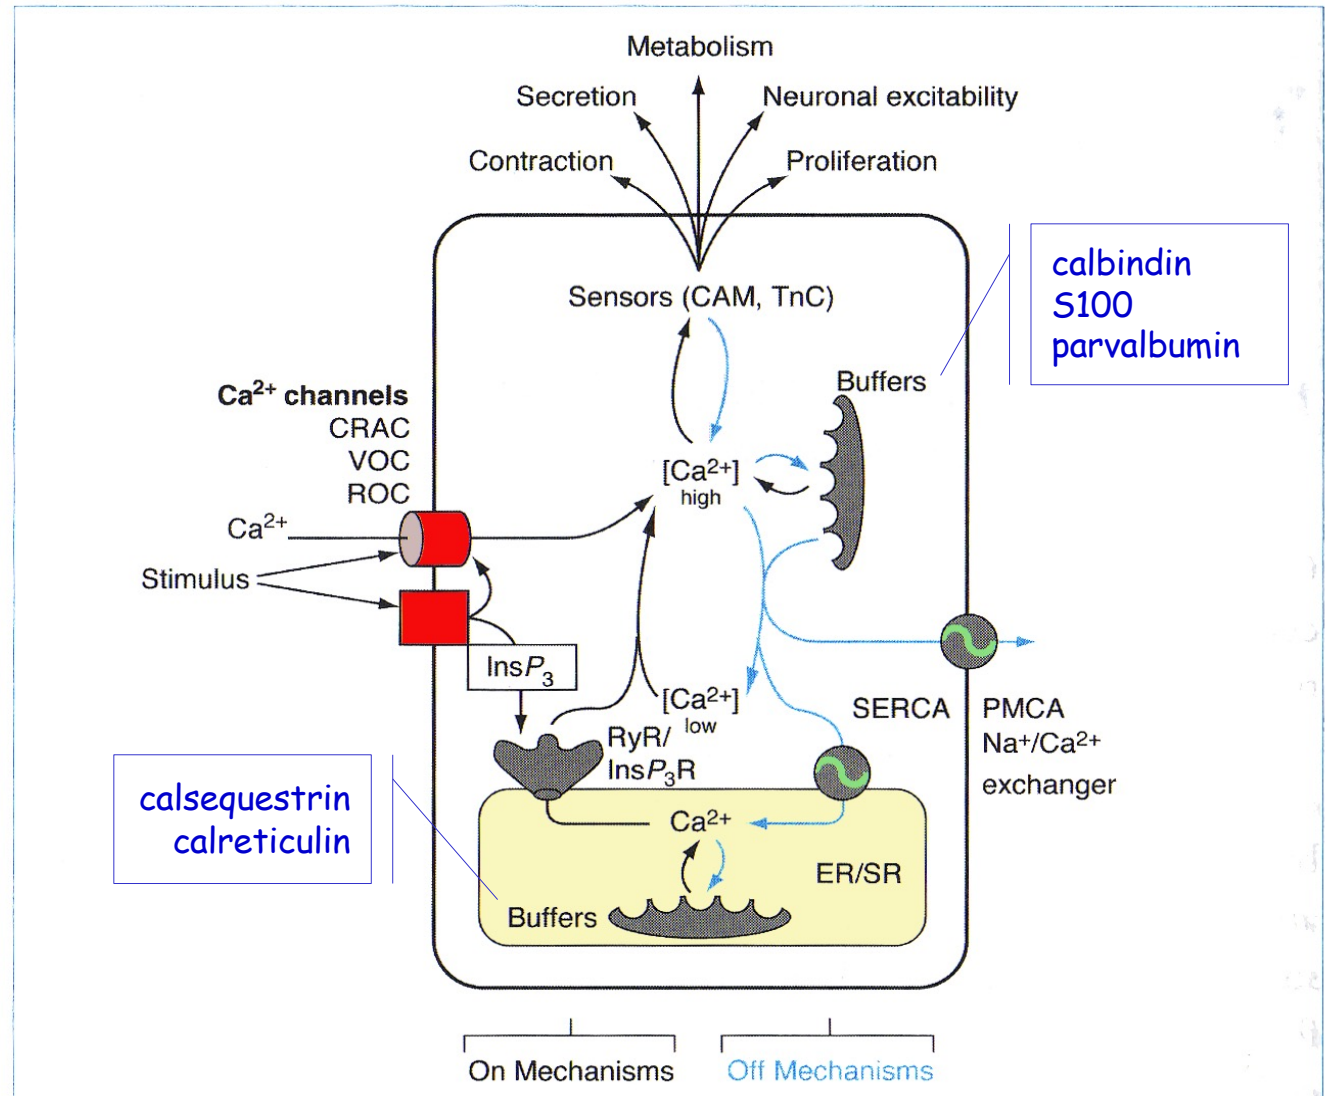 Metabolism
Secretion
Neuronal excitability
Contraction
Proliferation
Sensors (CAM, TnC)
calbindin
S100
parvalbumin
Buffers
Ca²⁺ channels
CRAC
VOC
ROC
[Ca²⁺]
high
Ca²⁺
Stimulus
InsP₃
[Ca²⁺]
low
RyR/
InsP₃R
SERCA
PMCA
Na⁺/Ca²⁺
exchanger
calsequestrin
calreticulin
Ca²⁺
ER/SR
Buffers
On Mechanisms
Off Mechanisms